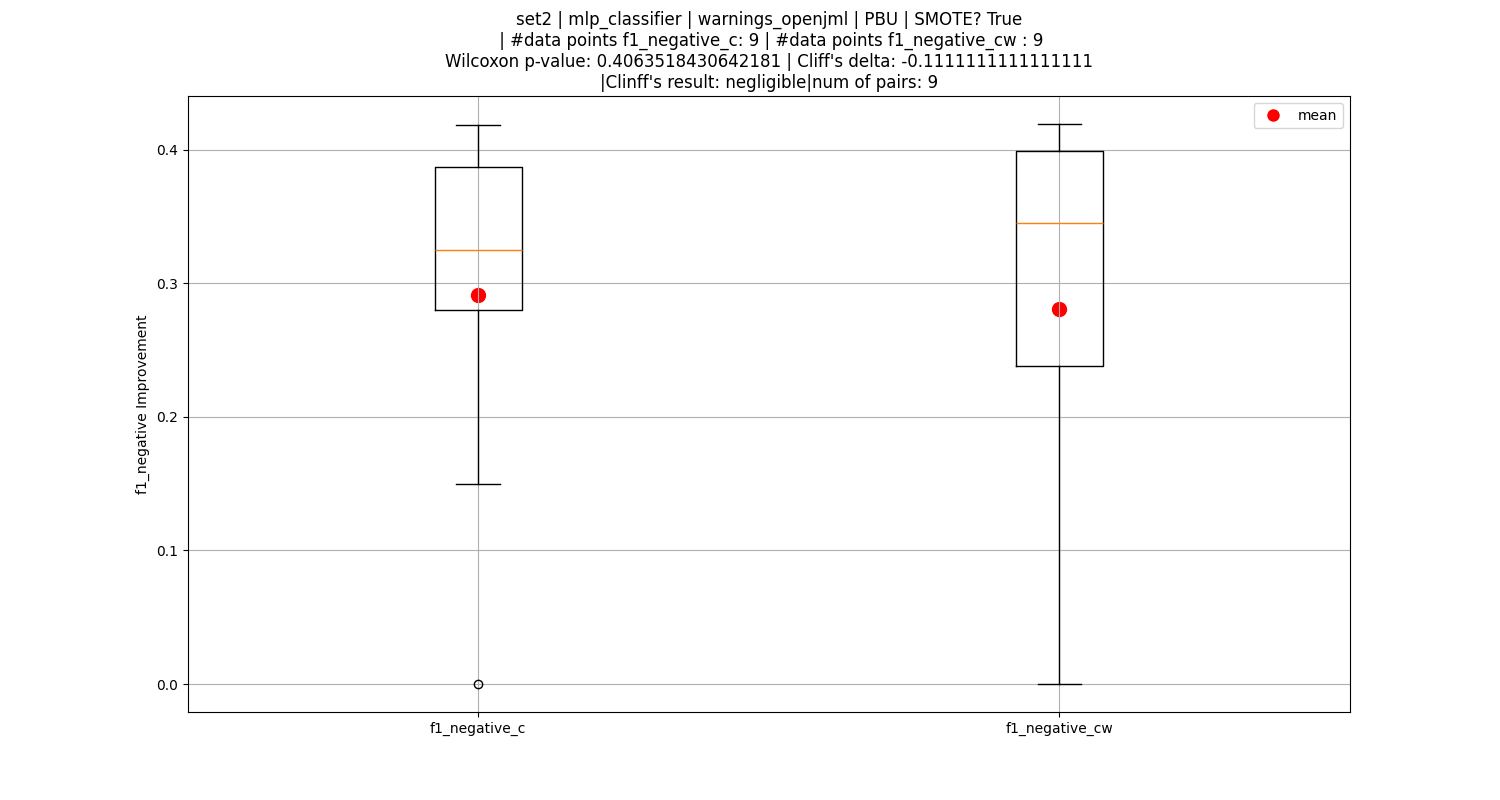 set2 | mlp_classifier | warnings_openjml | PBU | SMOTE? True
| #data points f1_negative_c: 9 | #data points f1_negative_cw : 9
Wilcoxon p-value: 0.4063518430642181 | Cliff's delta: -0.1111111111111111
|Clinff's result: negligible|num of pairs: 9
mean
0.4
0.3
0.2
0.1
0.0
f1_negative Improvement
f1_negative_c
f1_negative_cw